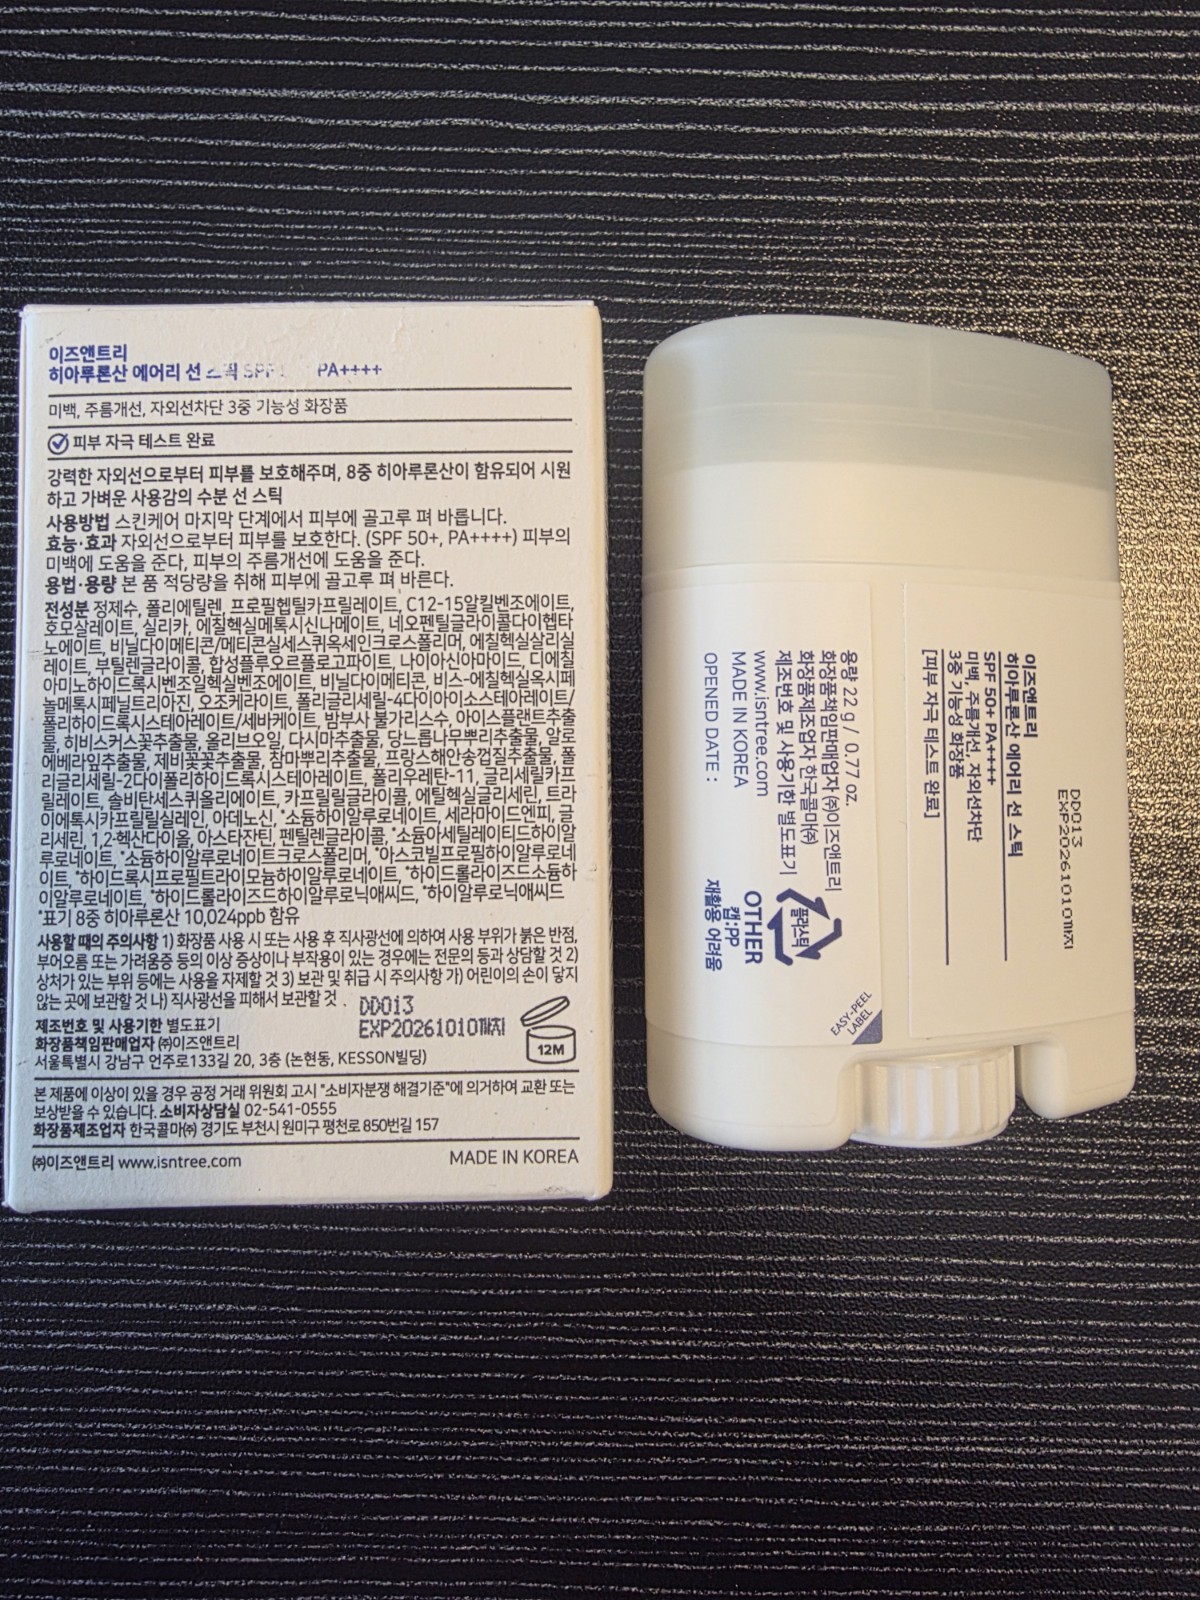 이즈앤트리
히아루론산 에어리 선 스틱 SPF PA++++
미백, 주름개선, 자외선차단 3중 기능성 화장품
피부 자극 테스트 완료
강력한 자외선으로부터 피부를 보호해주며, 8중 히아루론산이 함유되어 시원
하고 가벼운 사용감의 수분 선 스틱
사용방법 스킨케어 마지막 단계에서 피부에 골고루 펴 바릅니다.
효능·효과 자외선으로부터 피부를 보호한다. (SPF 50+, PA++++) 피부의
미백에 도움을 준다, 피부의 주름개선에 도움을 준다.
용법·용량 본 품 적당량을 취해 피부에 골고루 펴 바른다.
전성분 정제수, 폴리에틸렌, 프로필헵틸카프릴레이트, C12-15알킬벤조에이트,
호모살레이트, 실리카, 에칠헥실메톡시신나메이트, 네오펜틸글라이콜다이헵타
노에이트, 비닐다이메티콘/메티콘실세스퀴옥세인크로스폴리머, 에칠헥실살리실
레이트, 부틸렌글라이콜, 합성플루오르플로고파이트, 나이아신아마이드, 디에칠
아미노하이드록시벤조일헥실벤조에이트, 비닐다이메티콘, 비스-에칠헥실옥시페
놀메톡시페닐트리아진, 오조케라이트, 폴리글리세릴-4다이아이소스테아레이트/
폴리하이드록시스테아레이트/세바케이트, 밤부사 불가리스수, 아이스플랜트추출
물, 히비스커스꽃추출물, 올리브오일, 다시마추출물, 당느릅나무뿌리추출물, 알로
에베라잎추출물, 제비꽃꽃추출물, 참마뿌리추출물, 프랑스해안송껍질추출물, 폴
리글리세릴-2다이폴리하이드록시스테아레이트, 폴리우레탄-11, 글리세릴카프
릴레이트, 솔비탄세스퀴올리에이트, 카프릴릴글라이콜, 에틸헥실글리세린, 트라
이에톡시카프릴릴실레인, 아데노신, *소듐하이알루로네이트, 세라마이드엔피, 글
리세린, 1,2-헥산다이올, 아스타잔틴, 펜틸렌글라이콜, *소듐아세틸레이티드하이알
루로네이트, *소듐하이알루로네이트크로스폴리머, *아스코빌프로필하이알루로네
이트, *하이드록시프로필트라이모늄하이알루로네이트, *하이드롤라이즈드소듐하
이알루로네이트, *하이드롤라이즈드하이알루로닉애씨드, *하이알루로닉애씨드
*표기 8중 히아루론산 10,024ppb 함유
사용할 때의 주의사항 1) 화장품 사용 시 또는 사용 후 직사광선에 의하여 사용 부위가 붉은 반점,
부어오름 또는 가려움증 등의 이상 증상이나 부작용이 있는 경우에는 전문의 등과 상담할 것 2)
상처가 있는 부위 등에는 사용을 자제할 것 3) 보관 및 취급 시 주의사항 가) 어린이의 손이 닿지
않는 곳에 보관할 것 나) 직사광선을 피해서 보관할 것
DD013
EXP20261010까지
12M
제조번호 및 사용기한 별도표기
화장품책임판매업자 ㈜이즈앤트리
서울특별시 강남구 언주로133길 20, 3층 (논현동, KESSON빌딩)
본 제품에 이상이 있을 경우 공정 거래 위원회 고시 "소비자분쟁 해결기준"에 의거하여 교환 또는
보상받을 수 있습니다. 소비자상담실 02-541-0555
화장품제조업자 한국콜마㈜ 경기도 부천시 원미구 평천로 850번길 157
㈜이즈앤트리 www.isntree.com
MADE IN KOREA
이즈앤트리
히아루론산 에어리 선 스틱
SPF 50+ PA++++
미백, 주름개선, 자외선차단
3중 기능성 화장품
[피부 자극 테스트 완료]
DD013
EXP20261010까지
용량 22 g / 0.77 oz.
화장품책임판매업자 ㈜이즈앤트리
화장품제조업자 한국콜마㈜
제조번호 및 사용기한 별도표기
www.isntree.com
MADE IN KOREA
OPENED DATE :
플라스틱
OTHER
캡:PP
재활용 어려움
EASY-PEEL
LABEL